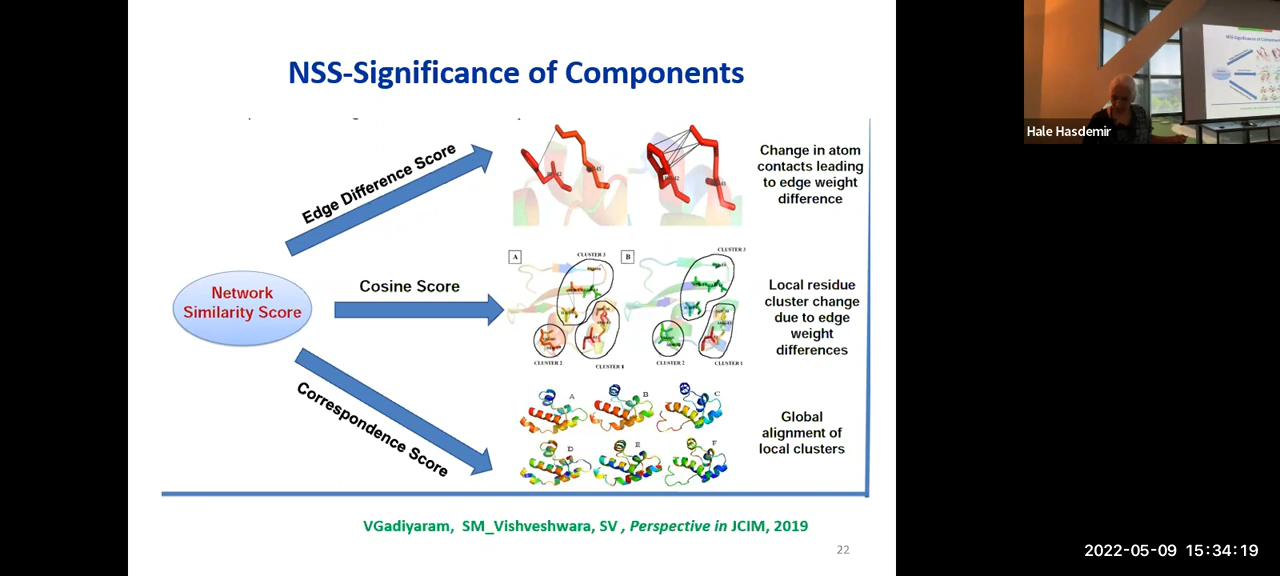 NSS-Significance of Components
Edge Difference Score
Change in atom
contacts leading
to edge weight
difference
Network
Similarity Score
Cosine Score
A
B
CLUSTER 3
CLUSTER 3
CLUSTER 2
CLUSTER 1
CLUSTER 2
CLUSTER 1
Local residue
cluster change
due to edge
weight
differences
Correspondence Score
A
B
C
D
E
F
Global
alignment of
local clusters
VGadiyaram, SM_Vishveshwara, SV , Perspective in JCIM, 2019
22
Hale Hasdemir
2022-05-09 15:34:19